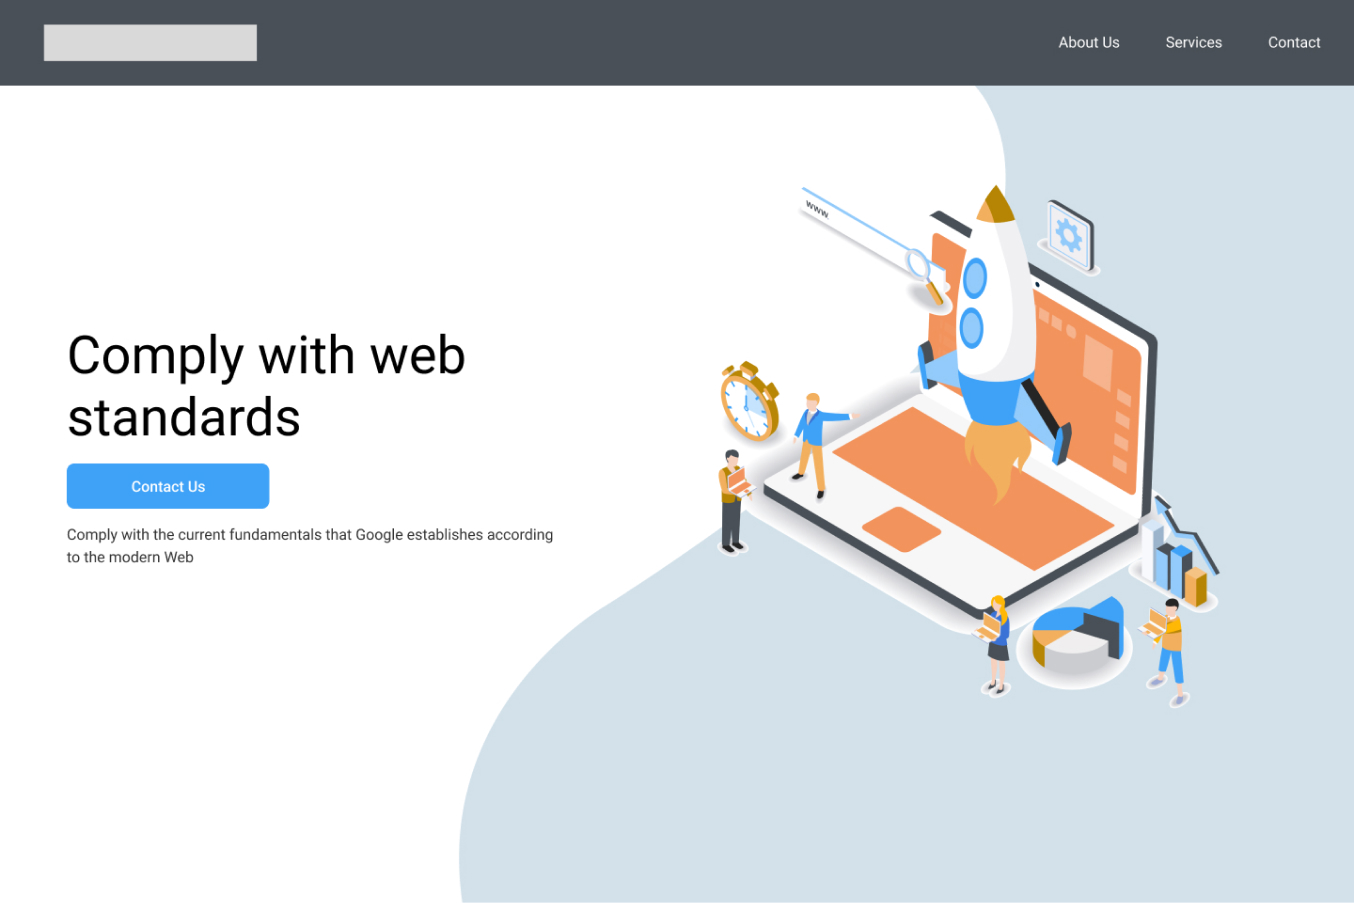 About Us Services Contact
www
Comply with web
standards
Contact Us
Comply with the current fundamentals that Google establishes according
to the modern Web